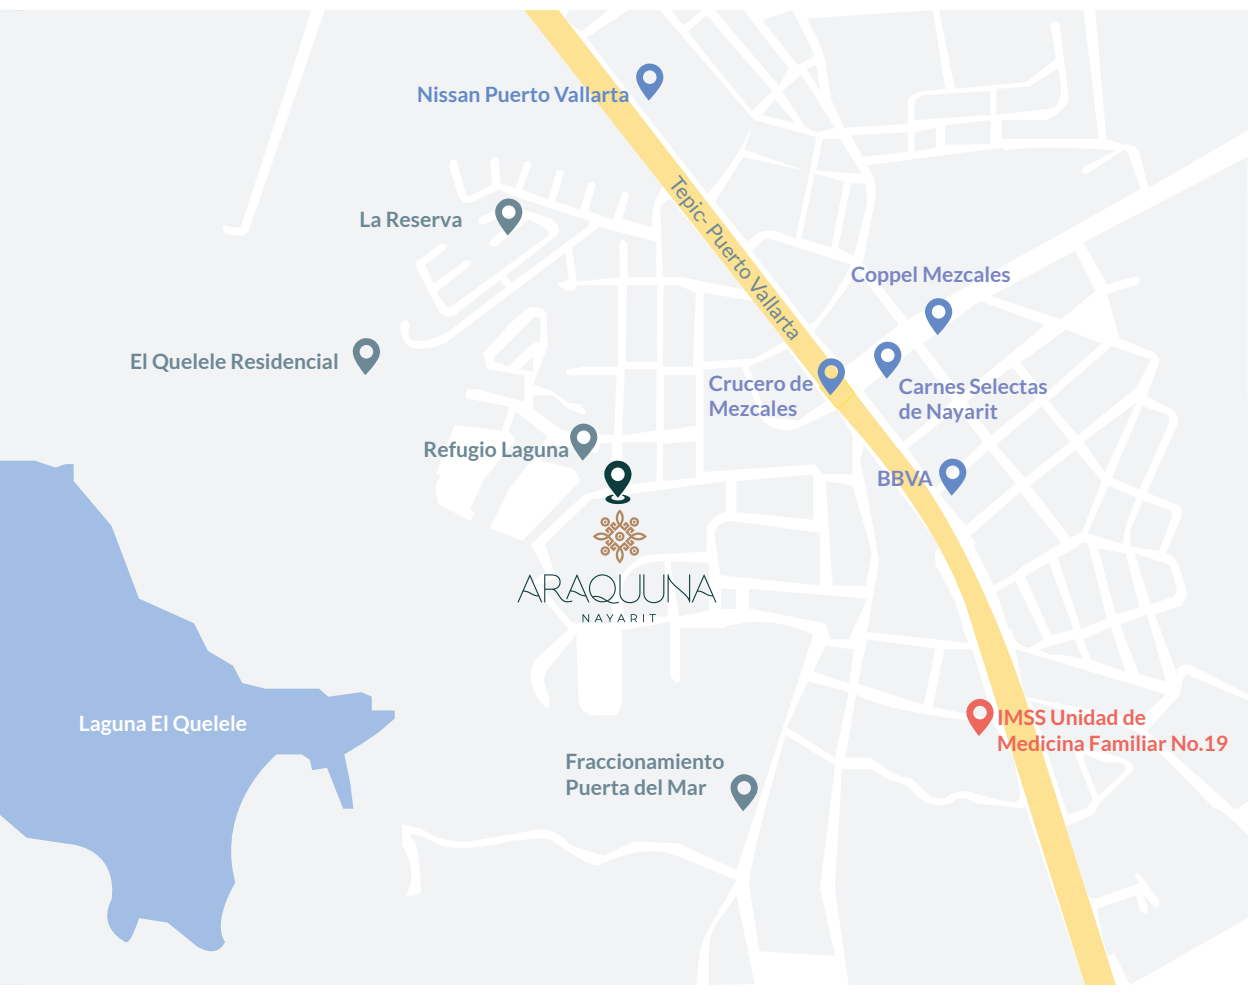 Nissan Puerto Vallarta
Tepic- Puerto Vallarta
La Reserva
Coppel Mezcales
El Quelele Residencial
Crucero de
Mezcales
Carnes Selectas
de Nayarit
Refugio Laguna
BBVA
ARAQUUNA
NAYARIT
Laguna El Quelele
IMSS Unidad de
Medicina Familiar No.19
Fraccionamiento
Puerta del Mar